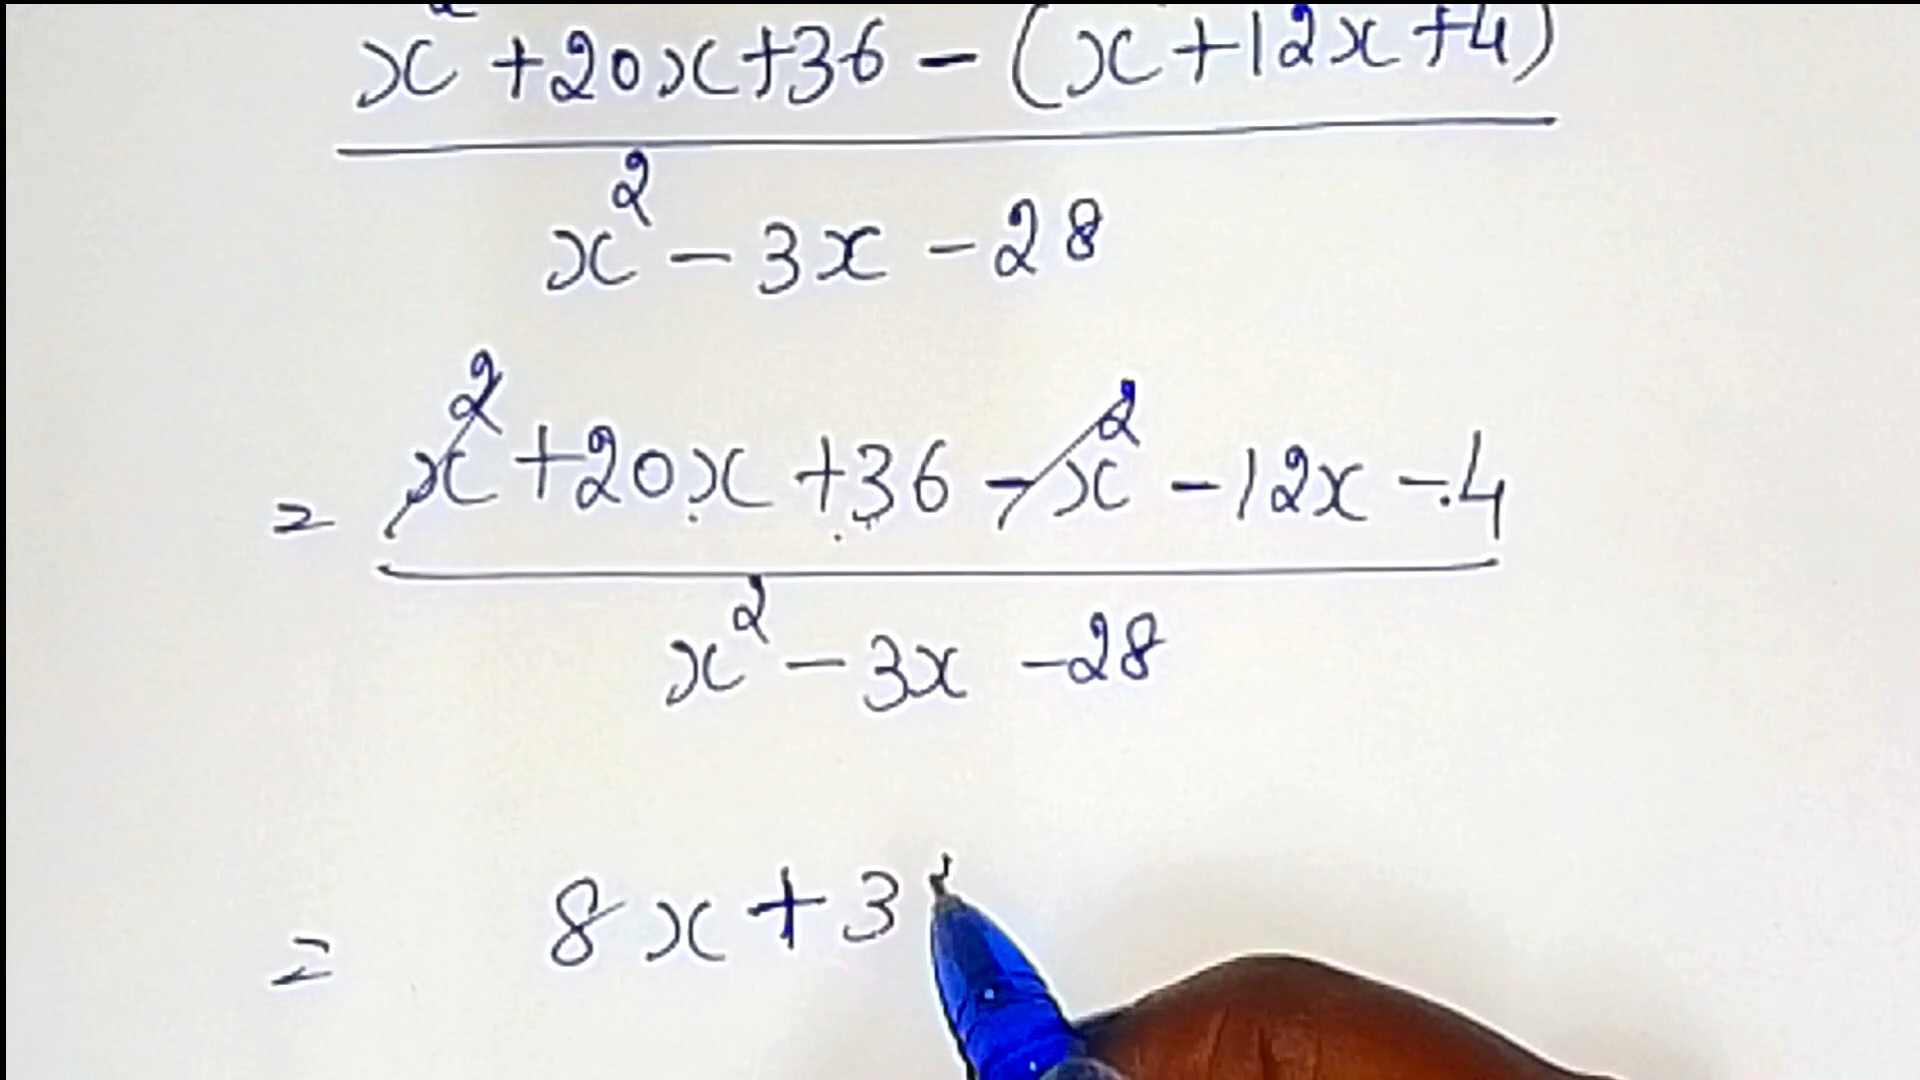 x² +20x+36 - (x +12x+4)
x² - 3x - 28
= x² +20x +36 - x² - 12x - 4
x² - 3x - 28
= 8x + 3